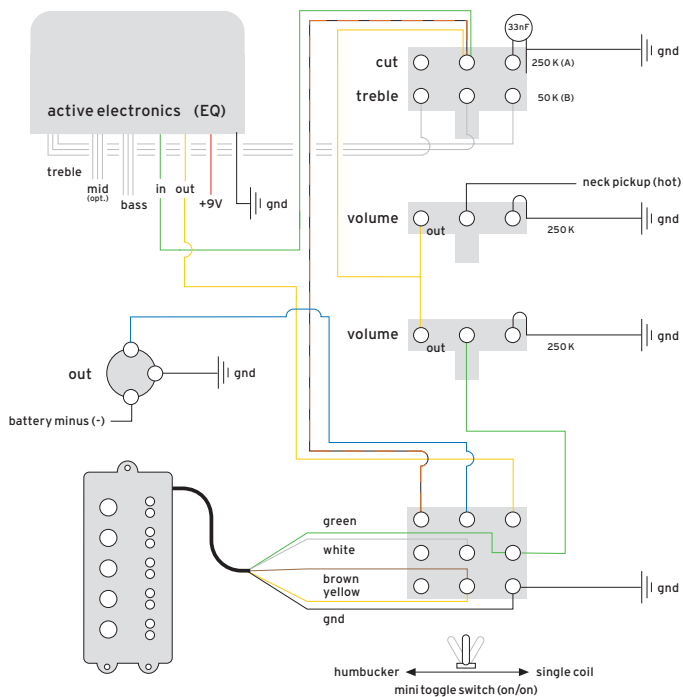 33nF
gnd
cut
250 K (A)
treble
50 K (B)
active electronics (EQ)
treble
mid
(opt.)
bass
in
out
+9V
gnd
neck pickup (hot)
volume
out
250 K
gnd
volume
out
250 K
gnd
out
gnd
battery minus (-)
green
white
brown
yellow
gnd
gnd
humbucker
single coil
mini toggle switch (on/on)